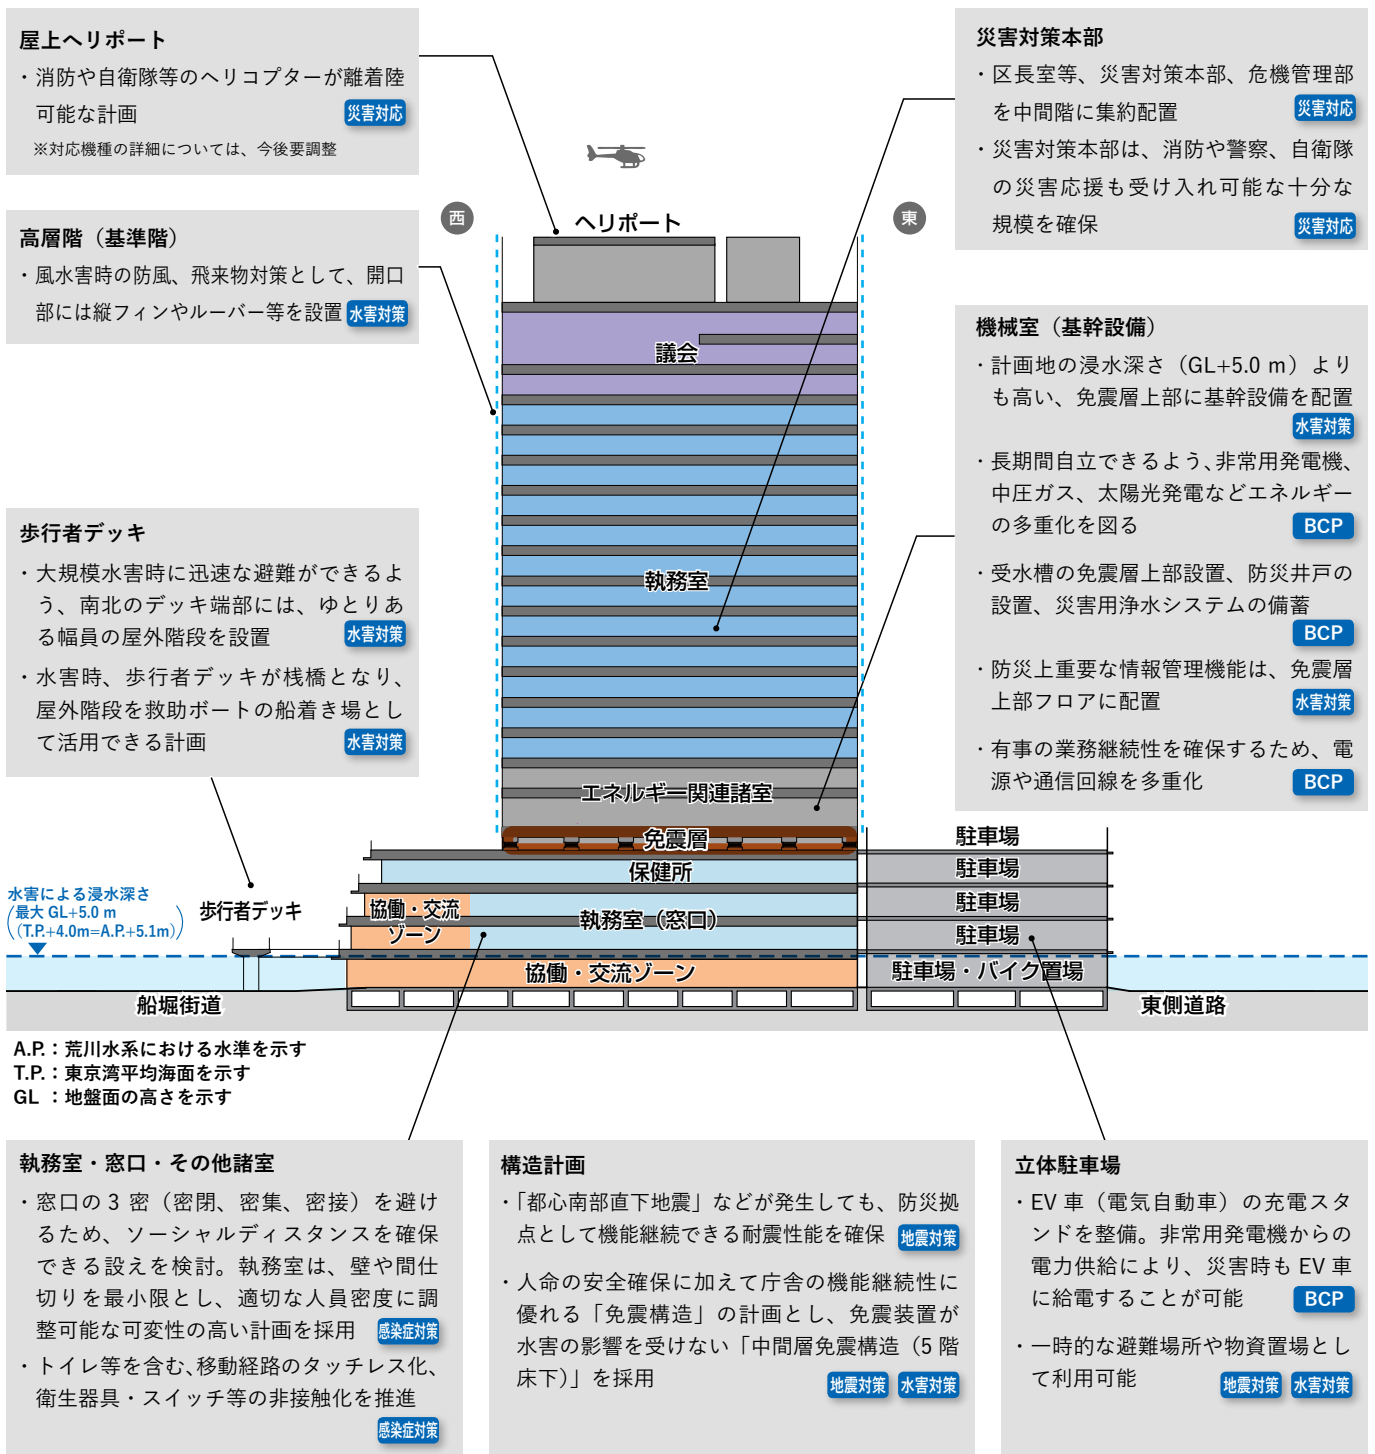 屋上ヘリポート
・消防や自衛隊等のヘリコプターが離着陸
可能な計画
災害対応
※対応機種の詳細については、今後要調整
高層階（基準階）
・風水害時の防風、飛来物対策として、開口
部には縦フィンやルーバー等を設置
水害対策
歩行者デッキ
・大規模水害時に迅速な避難ができるよ
う、南北のデッキ端部には、ゆとりあ
る幅員の屋外階段を設置
水害対策
・水害時、歩行者デッキが桟橋となり、
屋外階段を救助ボートの船着き場とし
て活用できる計画
水害対策
災害対策本部
・区長室等、災害対策本部、危機管理部
を中間階に集約配置
災害対応
・災害対策本部は、消防や警察、自衛隊
の災害応援も受け入れ可能な十分な
規模を確保
災害対応
機械室（基幹設備）
・計画地の浸水深さ（GL+5.0 m）より
も高い、免震層上部に基幹設備を配置
水害対策
・長期間自立できるよう、非常用発電機、
中圧ガス、太陽光発電などエネルギー
の多重化を図る
BCP
・受水槽の免震層上部設置、防災井戸の
設置、災害用浄水システムの備蓄
BCP
・防災上重要な情報管理機能は、免震層
上部フロアに配置
水害対策
・有事の業務継続性を確保するため、電
源や通信回線を多重化
BCP
西
東
ヘリポート
議会
執務室
エネルギー関連諸室
免震層
保健所
協働・交流
ゾーン
執務室（窓口）
協働・交流ゾーン
駐車場
駐車場
駐車場
駐車場
駐車場・バイク置場
水害による浸水深さ
最大 GL+5.0 m
(T.P.+4.0m=A.P.+5.1m)
歩行者デッキ
船堀街道
東側道路
A.P.：荒川水系における水準を示す
T.P.：東京湾平均海面を示す
GL ：地盤面の高さを示す
執務室・窓口・その他諸室
・窓口の 3 密（密閉、密集、密接）を避け
るため、ソーシャルディスタンスを確保
できる設えを検討。執務室は、壁や間仕
切りを最小限とし、適切な人員密度に調
整可能な可変性の高い計画を採用
感染症対策
・トイレ等を含む、移動経路のタッチレス化、
衛生器具・スイッチ等の非接触化を推進
感染症対策
構造計画
・「都心南部直下地震」などが発生しても、防災拠
点として機能継続できる耐震性能を確保
地震対策
・人命の安全確保に加えて庁舎の機能継続性に
優れる「免震構造」の計画とし、免震装置が
水害の影響を受けない「中間層免震構造（5 階
床下）」を採用
地震対策 水害対策
立体駐車場
・EV 車（電気自動車）の充電スタ
ンドを整備。非常用発電機からの
電力供給により、災害時も EV 車
に給電することが可能
BCP
・一時的な避難場所や物資置場とし
て利用可能
地震対策 水害対策